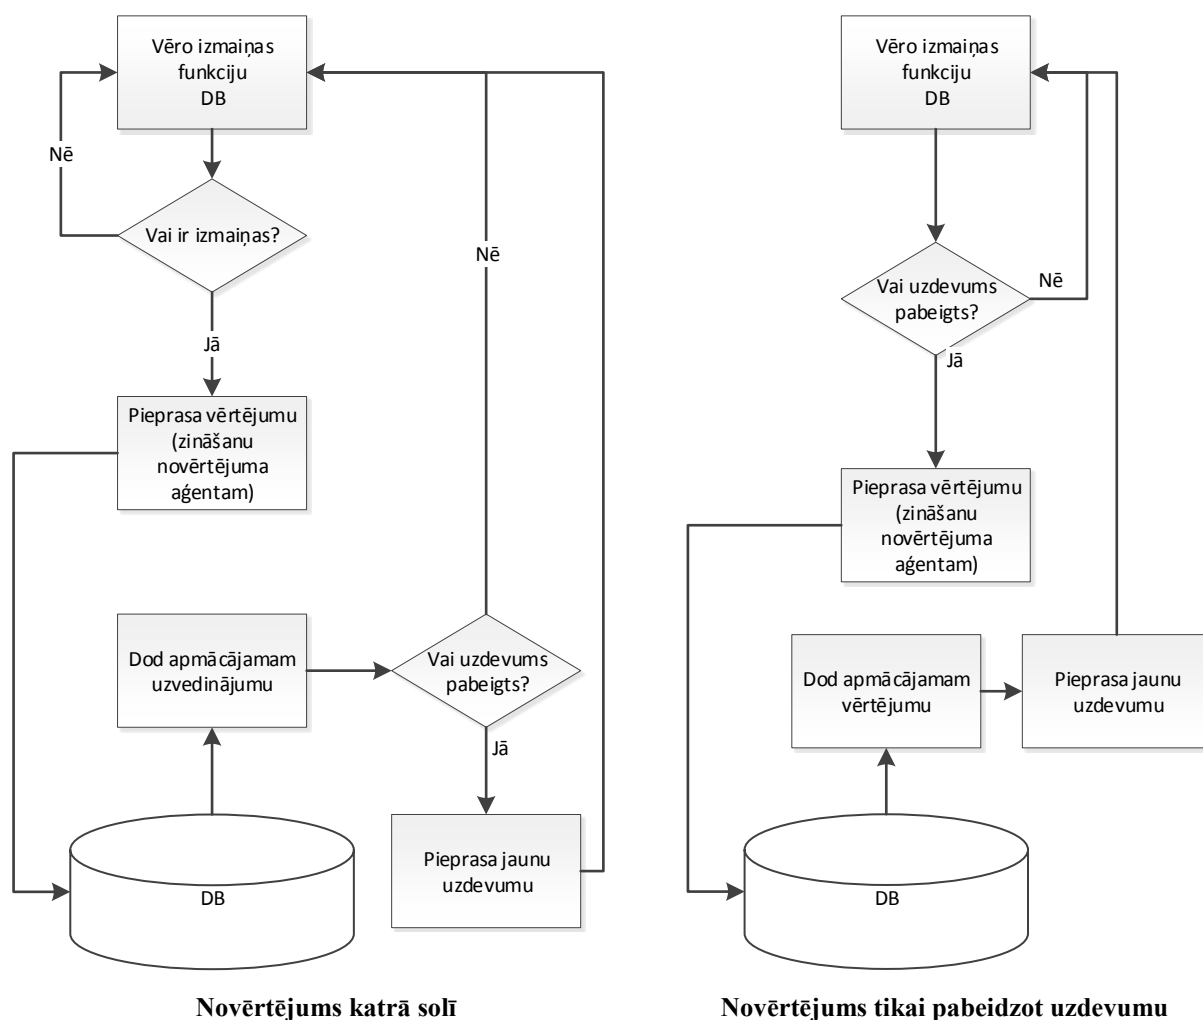 Vēro izmaiņas
funkciju
DB
Nē
Vai ir izmaiņas?
Nē
Jā
Pieprasa vērtējumu
(zināšanu
novērtējuma
aģentam)
Dod apmācājamam
uzvedinājumu
Vai uzdevums
pabeigts?
Jā
Pieprasa jaunu
uzdevumu
DB
Novērtējums katrā solī
Vēro izmaiņas
funkciju
DB
Vai uzdevums
pabeigts?
Nē
Jā
Pieprasa vērtējumu
(zināšanu
novērtējuma
aģentam)
Dod apmācājamam
vērtējumu
Pieprasa jaunu
uzdevumu
DB
Novērtējums tikai pabeidzot uzdevumu